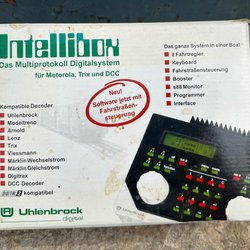 Intellibox
Das Multiprotokoll Digitalsystem
für Motorola, Trix und DCC
Das ganze System in einer Box!
• 2 Fahrtregler
• Keyboard
• Fahrstraßensteuerung
• Booster
• s88 Monitor
• Programmer
• Interface
Neu!
Software jetzt mit
Fahrstraßen-
steuerung
Kompatible Decoder
• Uhlenbrock
• Modeltreno
• Arnold
• Lenz
• Trix
• Viessmann
• Märklin Wechselstrom
• Märklin Gleichstrom
• Digitrax
• DCC Decoder
kompatibel
Uhlenbrock
digital